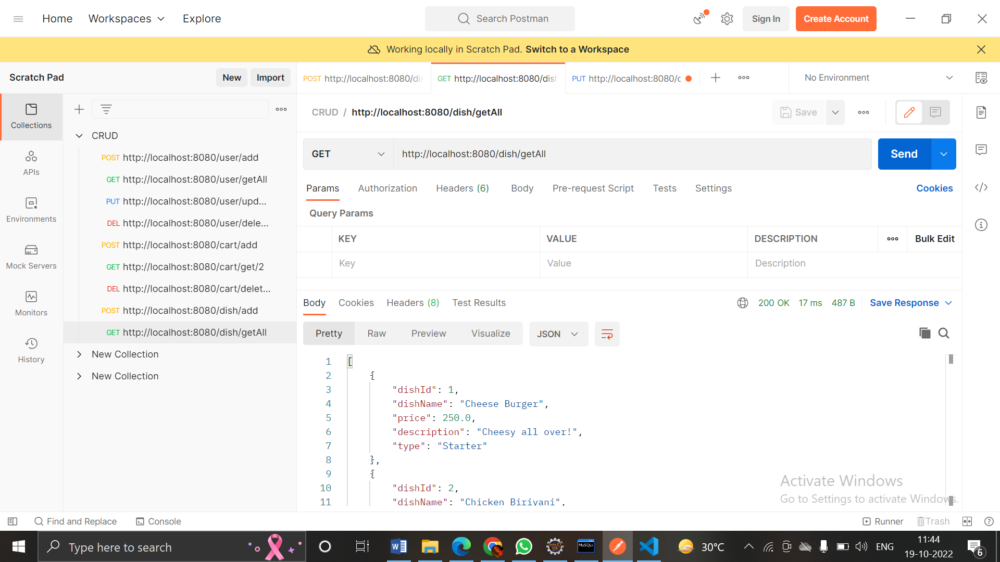 Home Workspaces Explore Search Postman Sign In Create Account
Working locally in Scratch Pad. Switch to a Workspace
Scratch Pad New Import
POST http://localhost:8080/dis
GET http://localhost:8080/dish
PUT http://localhost:8080/c
No Environment
Collections
APIs
Environments
Mock Servers
Monitors
History
CRUD
POST http://localhost:8080/user/add
GET http://localhost:8080/user/getAll
PUT http://localhost:8080/user/upd...
DEL http://localhost:8080/user/dele...
POST http://localhost:8080/cart/add
GET http://localhost:8080/cart/get/2
DEL http://localhost:8080/cart/delet...
POST http://localhost:8080/dish/add
GET http://localhost:8080/dish/getAll
New Collection
New Collection
CRUD / http://localhost:8080/dish/getAll
Save
GET http://localhost:8080/dish/getAll Send
Params Authorization Headers (6) Body Pre-request Script Tests Settings Cookies
Query Params
KEY VALUE DESCRIPTION Bulk Edit
Key Value Description
Body Cookies Headers (8) Test Results 200 OK 17 ms 487 B Save Response
Pretty Raw Preview Visualize JSON
1 [
2 {
3 "dishId": 1,
4 "dishName": "Cheese Burger",
5 "price": 250.0,
6 "description": "Cheesy all over!",
7 "type": "Starter"
8 },
9 {
10 "dishId": 2,
11 "dishName": "Chicken Biriyani",
Activate Windows
Go to Settings to activate Windows.
Find and Replace Console Runner Trash
Type here to search
Java EE IDE
MySQL
30°C
ENG
11:44
19-10-2022
6